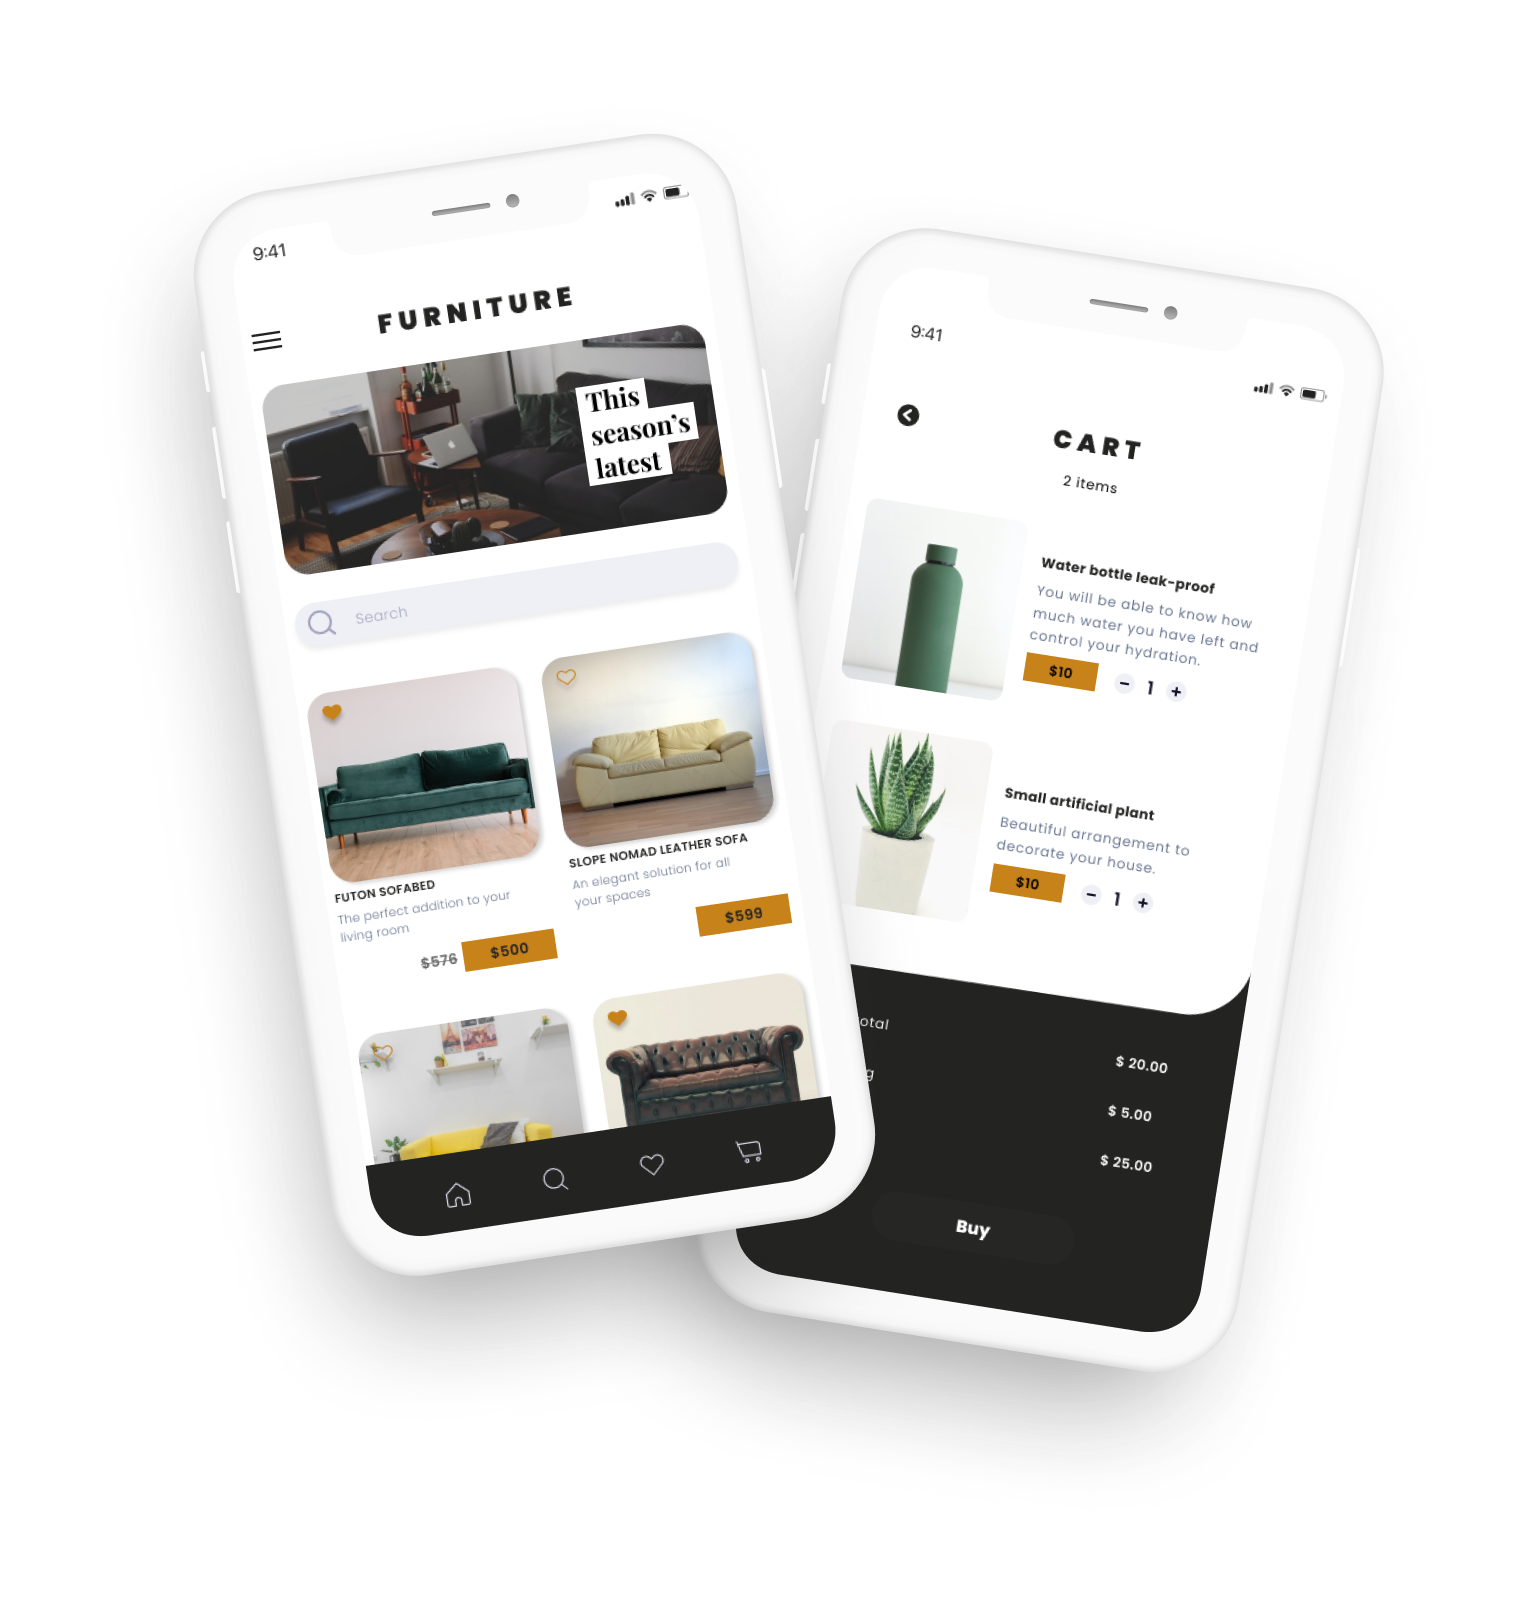 9:41
FURNITURE
This
season's
latest
Search
FUTON SOFABED
The perfect addition to your
living room
$576 $500
SLOPE NOMAD LEATHER SOFA
An elegant solution for all
your spaces
$599
9:41
CART
2 items
Water bottle leak-proof
You will be able to know how
much water you have left and
control your hydration.
$10 − 1 +
Small artificial plant
Beautiful arrangement to
decorate your house.
$10 − 1 +
otal
$ 20.00
g
$ 5.00
$ 25.00
Buy